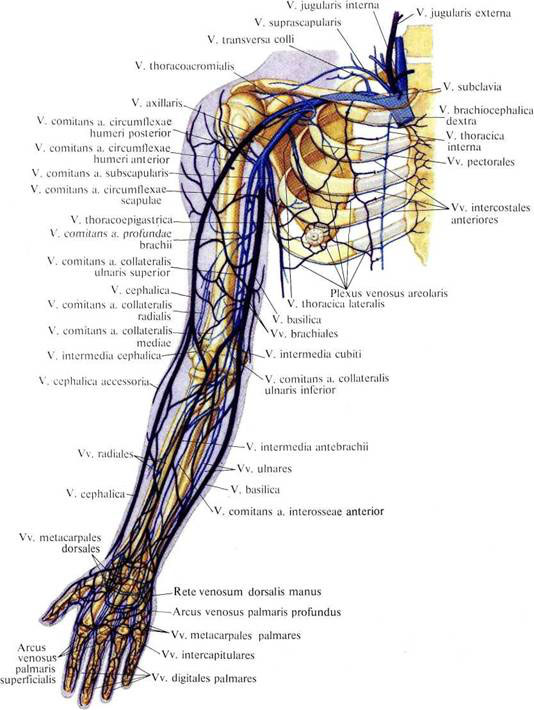 V. jugularis interna
V. jugularis externa
V. suprascapularis
V. transversa colli
V. thoracoacromialis
V. subclavia
V. axillaris
V. brachiocephalica
dextra
V. comitans a. circumflexae
humeri posterior
V. thoracica
interna
V. comitans a. circumflexae
humeri anterior
Vv. pectorales
V. comitans a. subscapularis
V. comitans a. circumflexae
scapulae
Vv. intercostales
anteriores
V. thoracoepigastrica
V. comitans a. profundae
brachii
V. comitans a. collateralis
ulnaris superior
V. cephalica
Plexus venosus areolaris
V. comitans a. collateralis
radialis
V. thoracica lateralis
V. basilica
V. comitans a. collateralis
mediae
Vv. brachiales
V. intermedia cephalica
V. intermedia cubiti
V. cephalica accessoria
V. comitans a. collateralis
ulnaris inferior
V. intermedia antebrachii
Vv. radiales
Vv. ulnares
V. cephalica
V. basilica
V. comitans a. interosseae anterior
Vv. metacarpales
dorsales
Rete venosum dorsalis manus
Arcus venosus palmaris profundus
Vv. metacarpales palmares
Arcus
venosus
palmaris
superficialis
Vv. intercapitulares
Vv. digitales palmares